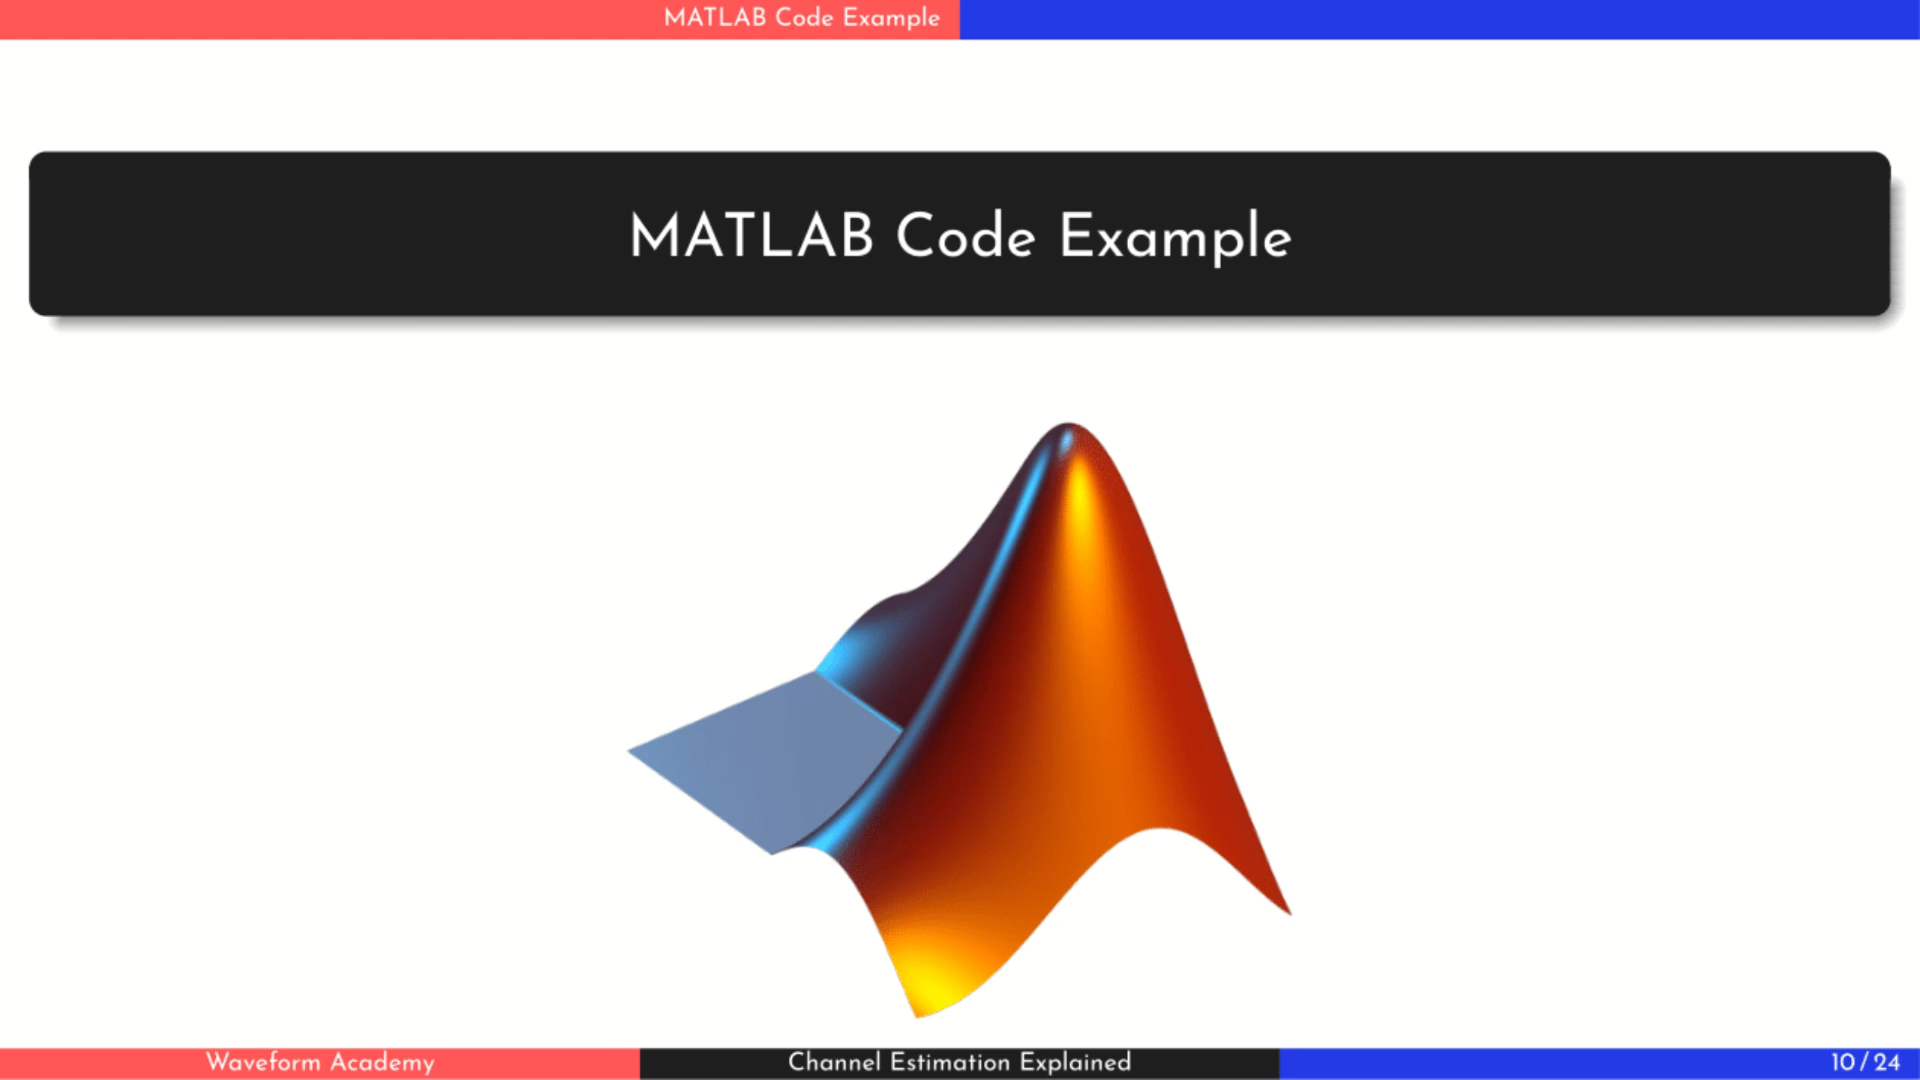 MATLAB Code Example
MATLAB Code Example
Waveform Academy
Channel Estimation Explained
10 / 24